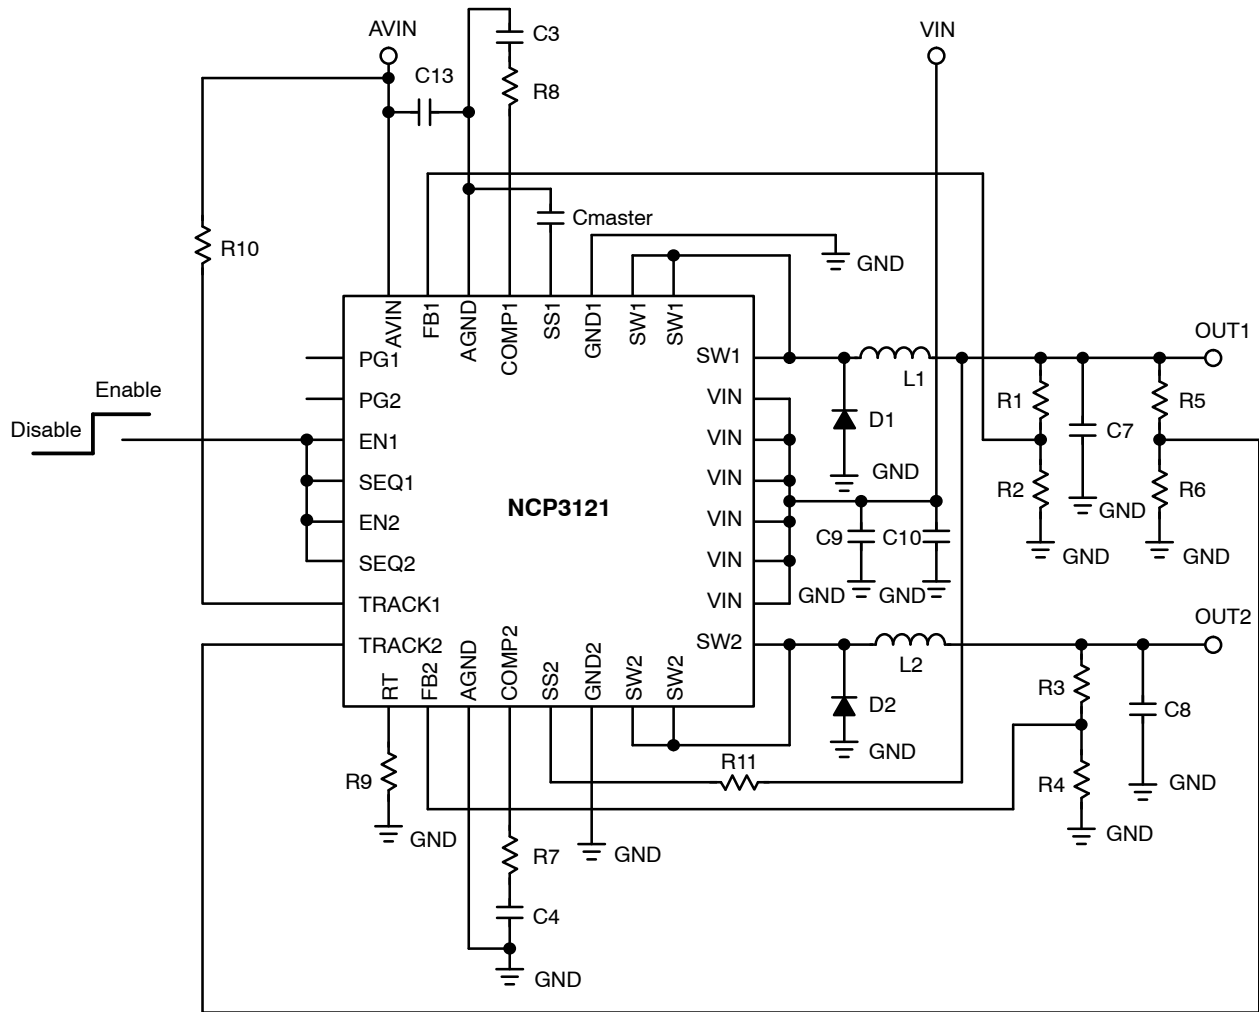 AVIN
C3
VIN
C13
R8
Cmaster
R10
GND
AVIN
FB1
AGND
COMP1
SS1
GND1
SW1
SW1
OUT1
PG1
SW1
L1
Enable
PG2
VIN
R1
R5
Disable
EN1
VIN
D1
C7
GND
SEQ1
VIN
R2
R6
NCP3121
GND
EN2
VIN
C9
C10
GND
GND
SEQ2
VIN
GND
GND
TRACK1
VIN
OUT2
TRACK2
SW2
L2
RT
FB2
AGND
COMP2
SS2
GND2
SW2
SW2
R3
D2
C8
GND
R11
R9
R4
GND
GND
GND
R7
GND
C4
GND